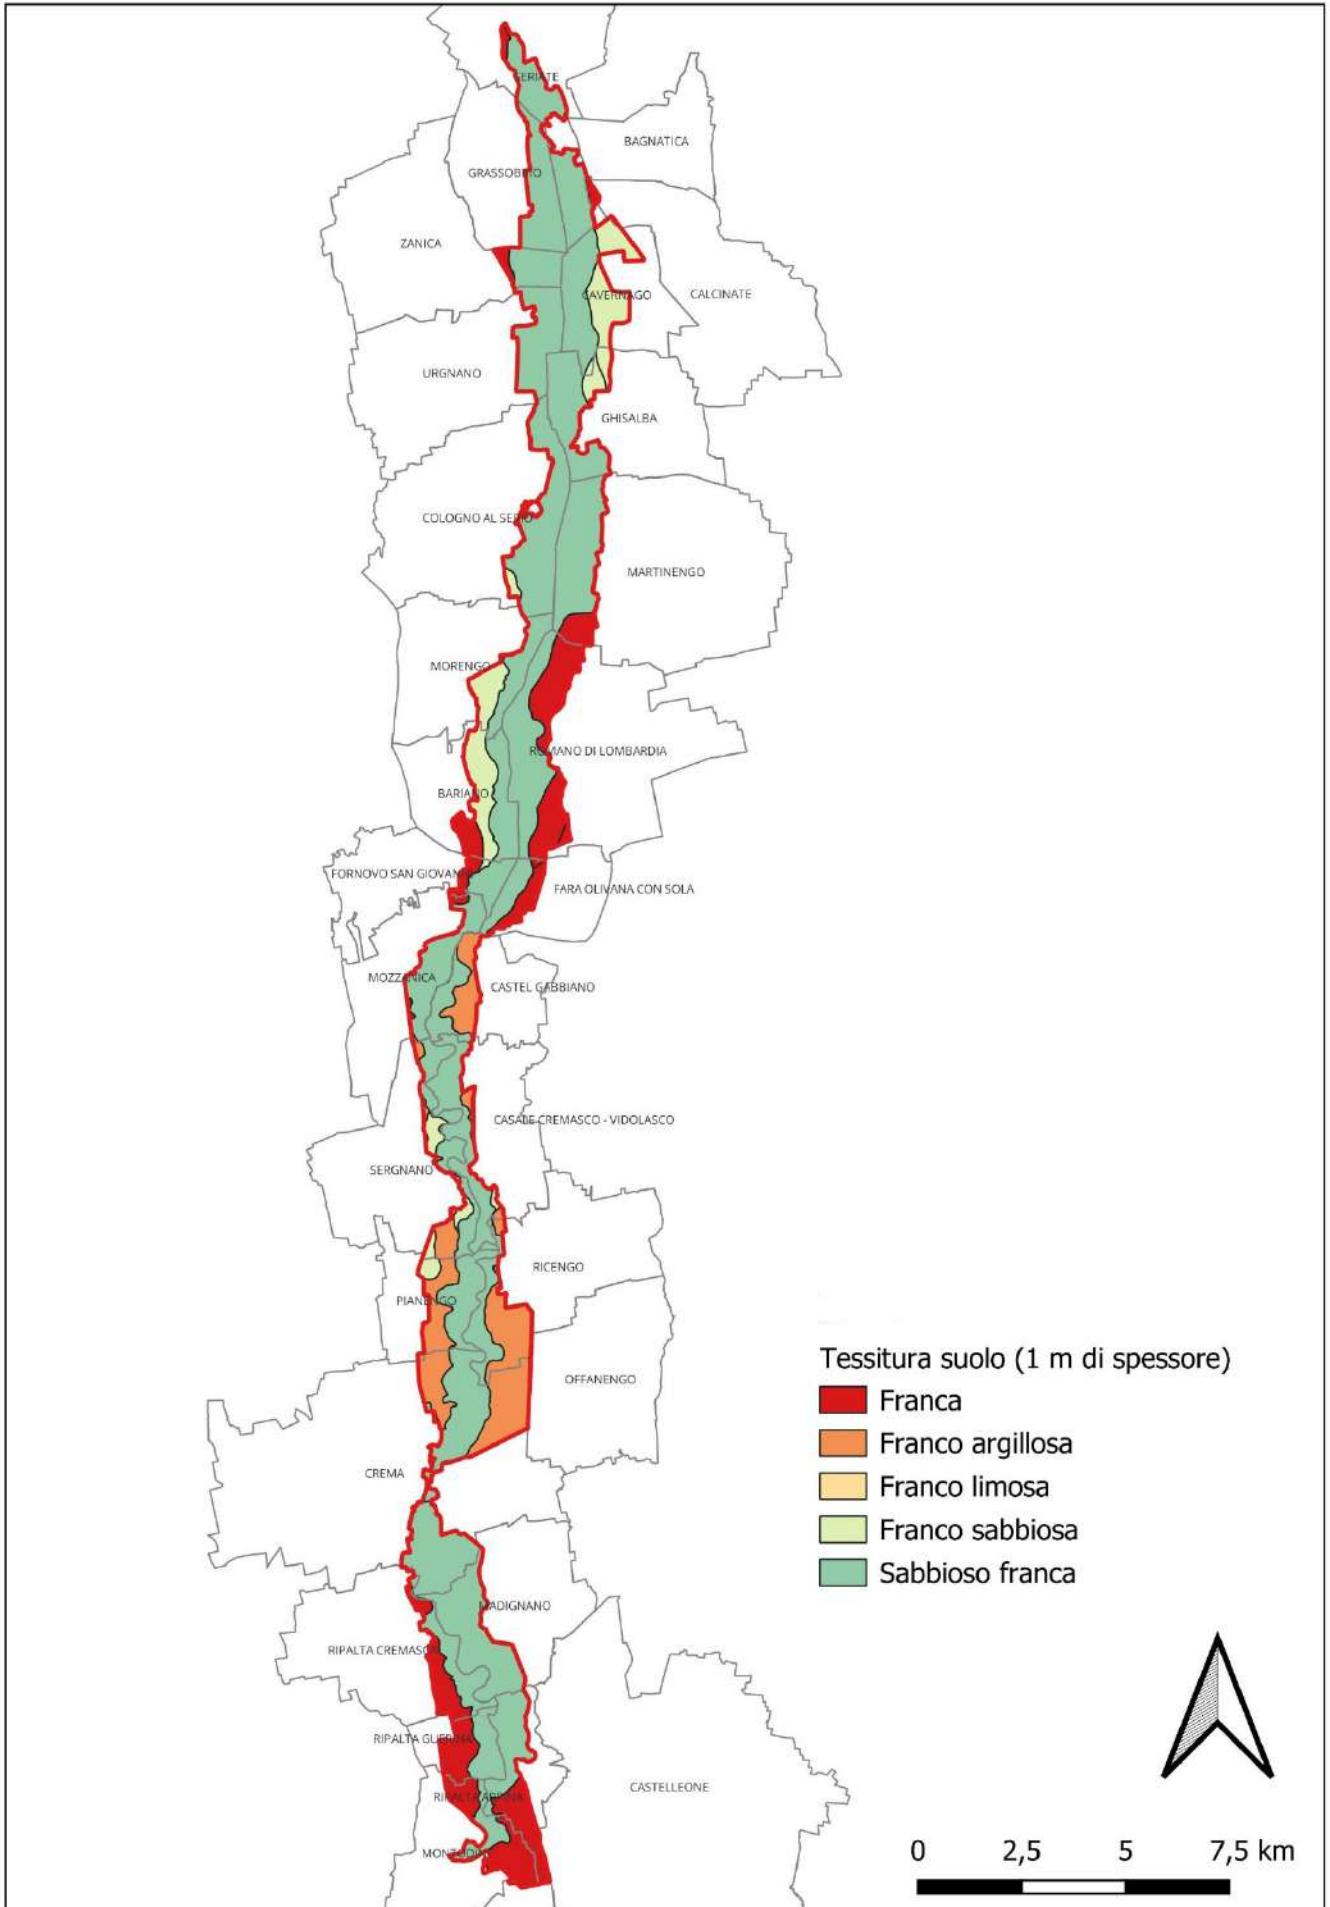 SERIATE
BAGNATICA
GRASSOBBIO
ZANICA
CAVERNAGO
CALCINATE
URGNANO
GHISALBA
COLOGNO AL SERIO
MARTINENGO
MORENGO
ROMANO DI LOMBARDIA
BARIANO
FORNOVO SAN GIOVANNI
FARA OLIVANA CON SOLA
MOZZANICA
CASTEL GABBIANO
CASALE CREMASCO - VIDOLASCO
SERGNANO
RICENGO
PIANENGO
OFFANENGO
CREMA
MADIGNANO
RIPALTA CREMASCA
RIPALTA GUERINA
CASTELLEONE
RIPALTA ARPINA
MONTODINE
Tessitura suolo (1 m di spessore)
Franca
Franco argillosa
Franco limosa
Franco sabbiosa
Sabbioso franca
0 2,5 5 7,5 km